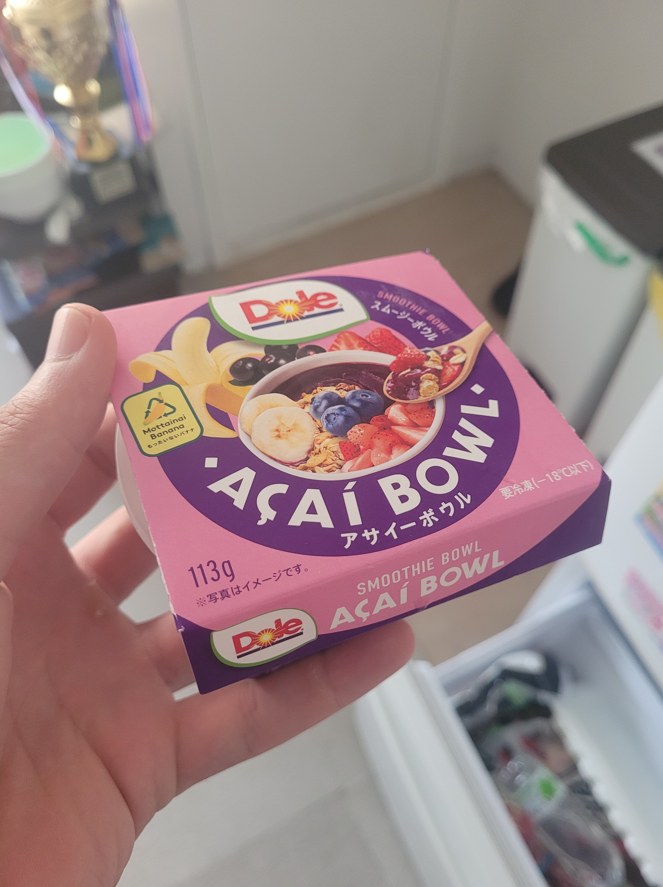 Dole
SMOOTHIE BOWL
スムージーボウル
Mottainai
Banana
もったいないバナナ
・AÇAÍ BOWL・
アサイーボウル
要冷凍(−18℃以下)
113g
※写真はイメージです。
SMOOTHIE BOWL
AÇAÍ BOWL
Dole